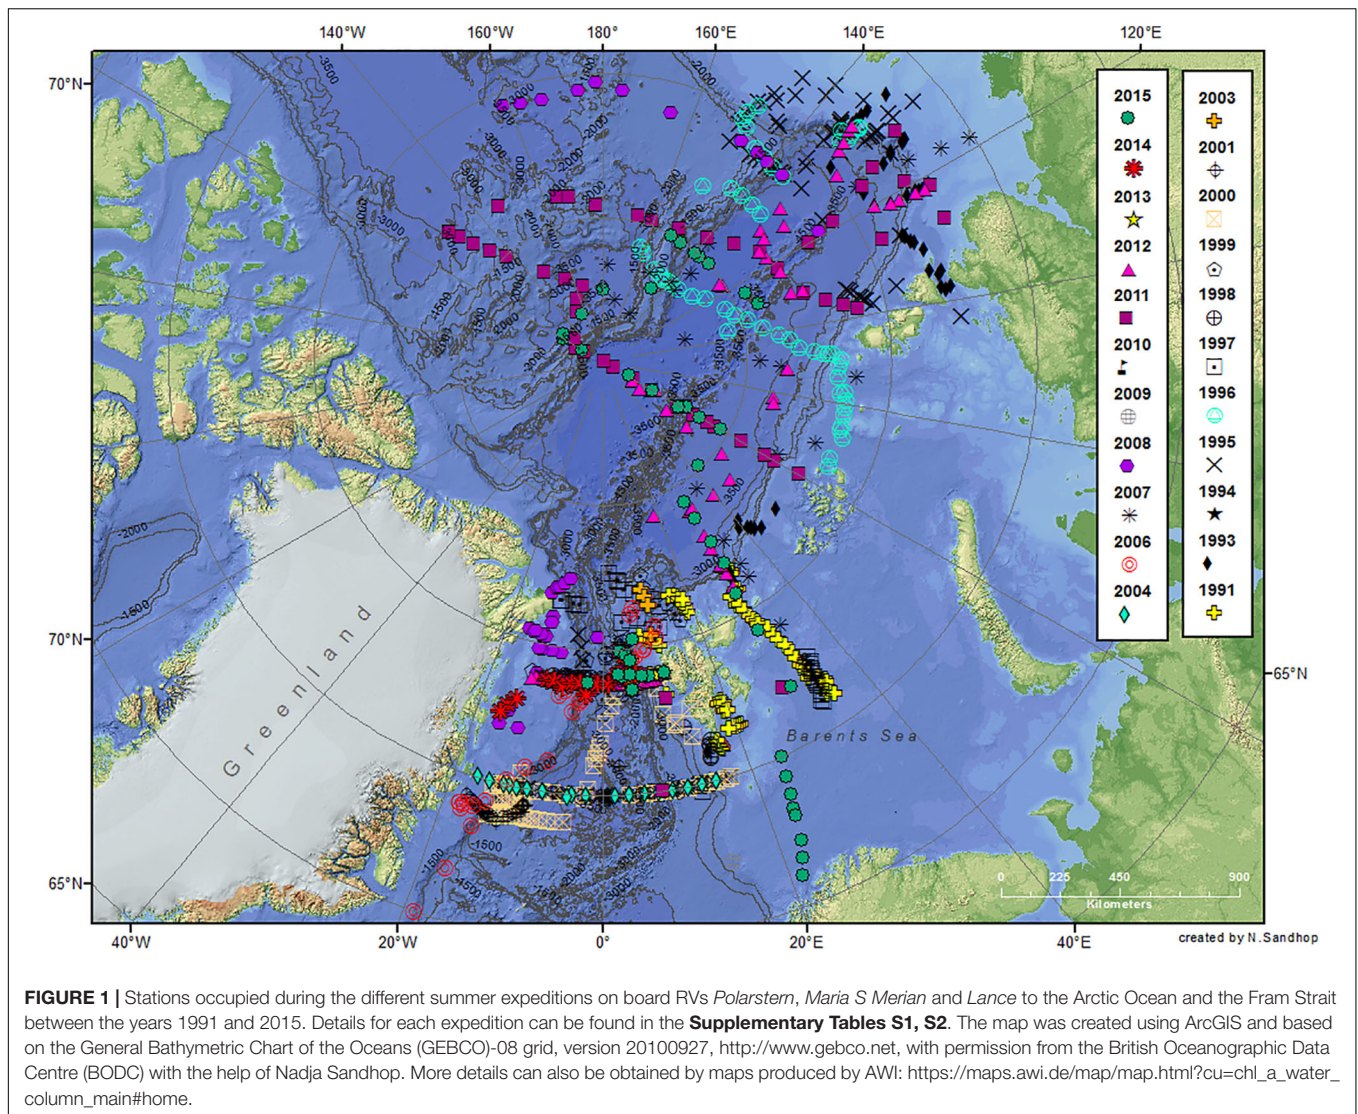 140°W 160°W 180° 160°E 140°E 120°E
70°N
2015 2003
2014 2001
2013 2000
2012 1999
2011 1998
2010 1997
2009 1996
2008 1995
2007 1994
2006 1993
2004 1991
70°N
65°N
Greenland
Barents Sea
65°N
0 225 450 900
Kilometers
40°W 20°W 0° 20°E 40°E
created by N.Sandhop
FIGURE 1 | Stations occupied during the different summer expeditions on board RVs Polarstern, Maria S Merian and Lance to the Arctic Ocean and the Fram Strait
between the years 1991 and 2015. Details for each expedition can be found in the Supplementary Tables S1, S2. The map was created using ArcGIS and based
on the General Bathymetric Chart of the Oceans (GEBCO)-08 grid, version 20100927, http://www.gebco.net, with permission from the British Oceanographic Data
Centre (BODC) with the help of Nadja Sandhop. More details can also be obtained by maps produced by AWI: https://maps.awi.de/map/map.html?cu=chl_a_water_
column_main#home.